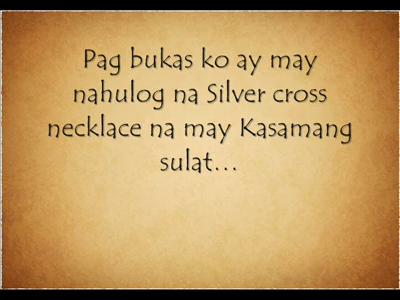 Pag bukas ko ay may
nahulog na Silver cross
necklace na may Kasamang
sulat...